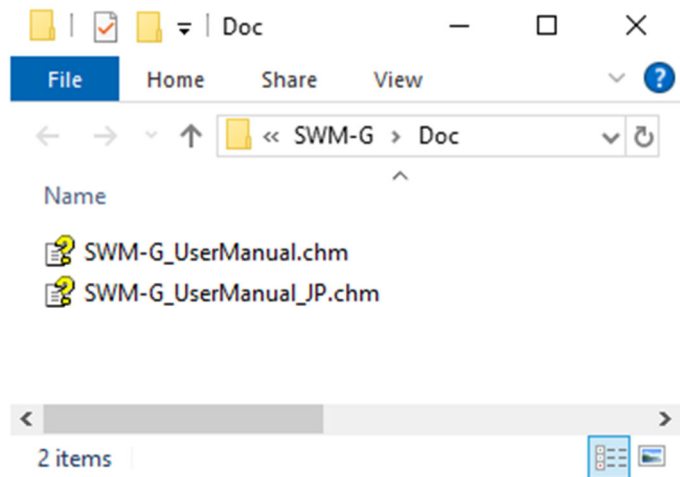 Doc
File Home Share View
« SWM-G > Doc
Name
SWM-G_UserManual.chm
SWM-G_UserManual_JP.chm
2 items